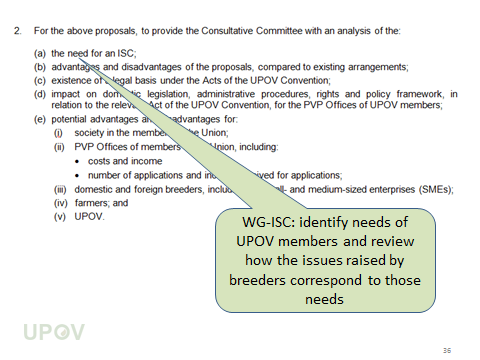 2. For the above proposals, to provide the Consultative Committee with an analysis of the:
(a) the need for an ISC;
(b) advantages and disadvantages of the proposals, compared to existing arrangements;
(c) existence of legal basis under the Acts of the UPOV Convention;
(d) impact on legislation, administrative procedures, rights and policy framework, in
relation to the Act of the UPOV Convention, for the PVP Offices of UPOV members;
(e) potential advantages for:
(i) society in the Union;
(ii) PVP Offices of members Union, including:
• costs and income
• number of applications and for applications;
(iii) domestic and foreign breeders, and medium-sized enterprises (SMEs);
(iv) farmers; and
(v) UPOV.
WG-ISC: identify needs of
UPOV members and review
how the issues raised by
breeders correspond to those
needs
UPOV
36